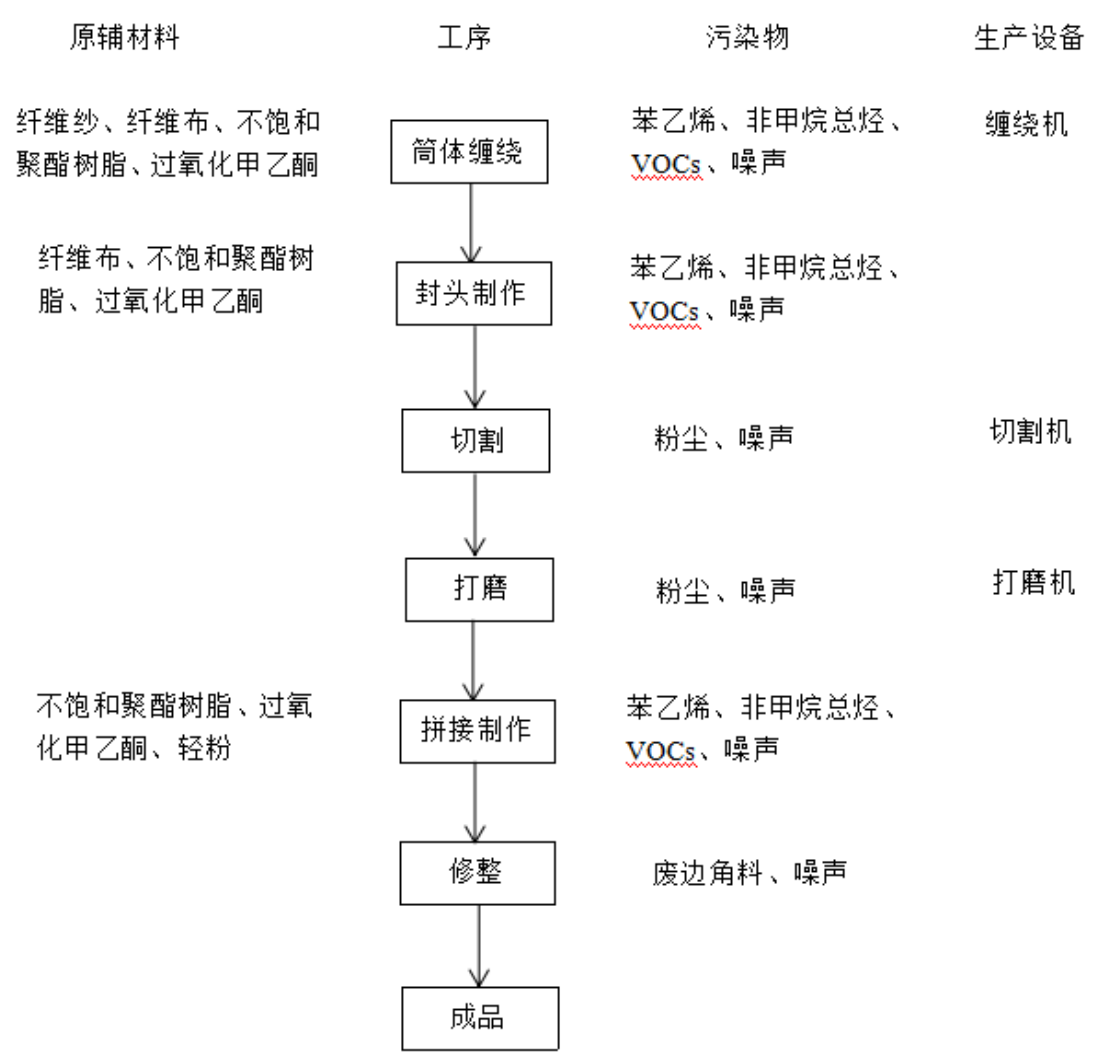 原辅材料 工序 污染物 生产设备
纤维纱、纤维布、不饱和
聚酯树脂、过氧化甲乙酮
筒体缠绕
苯乙烯、非甲烷总烃、
VOCs、噪声
缠绕机
纤维布、不饱和聚酯树
脂、过氧化甲乙酮
封头制作
苯乙烯、非甲烷总烃、
VOCs、噪声
切割
粉尘、噪声
切割机
打磨
粉尘、噪声
打磨机
不饱和聚酯树脂、过氧
化甲乙酮、轻粉
拼接制作
苯乙烯、非甲烷总烃、
VOCs、噪声
修整
废边角料、噪声
成品